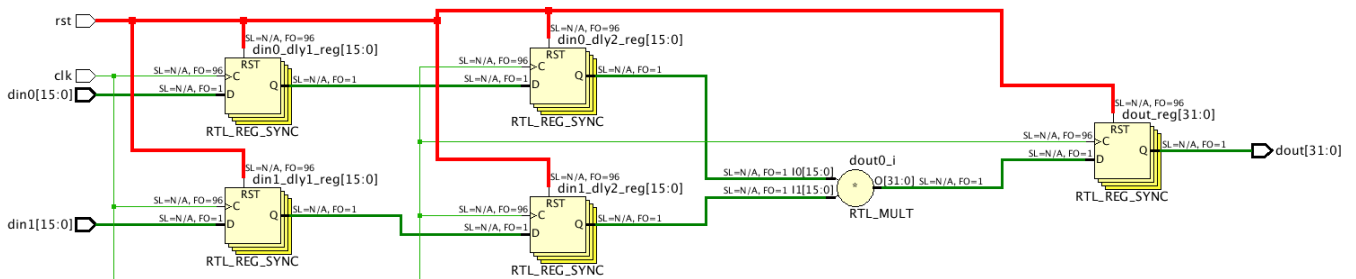 rst
SL=N/A, FO=96
SL=N/A, FO=96
din0_dly1_reg[15:0]
din0_dly2_reg[15:0]
clk
SL=N/A, FO=96
RST
C
SL=N/A, FO=96
RST
C
din0[15:0]
SL=N/A, FO=1
D
Q
SL=N/A, FO=1
SL=N/A, FO=1
D
Q
SL=N/A, FO=1
RTL_REG_SYNC
RTL_REG_SYNC
SL=N/A, FO=96
dout_reg[31:0]
SL=N/A, FO=96
RST
C
SL=N/A, FO=1
D
Q
SL=N/A, FO=1
dout[31:0]
RTL_REG_SYNC
dout0_i
SL=N/A, FO=1 I0[15:0]
SL=N/A, FO=1 I1[15:0]
O[31:0]
SL=N/A, FO=1
RTL_MULT
SL=N/A, FO=96
SL=N/A, FO=96
din1_dly1_reg[15:0]
din1_dly2_reg[15:0]
SL=N/A, FO=96
RST
C
SL=N/A, FO=96
RST
C
din1[15:0]
SL=N/A, FO=1
D
Q
SL=N/A, FO=1
SL=N/A, FO=1
D
Q
SL=N/A, FO=1
RTL_REG_SYNC
RTL_REG_SYNC